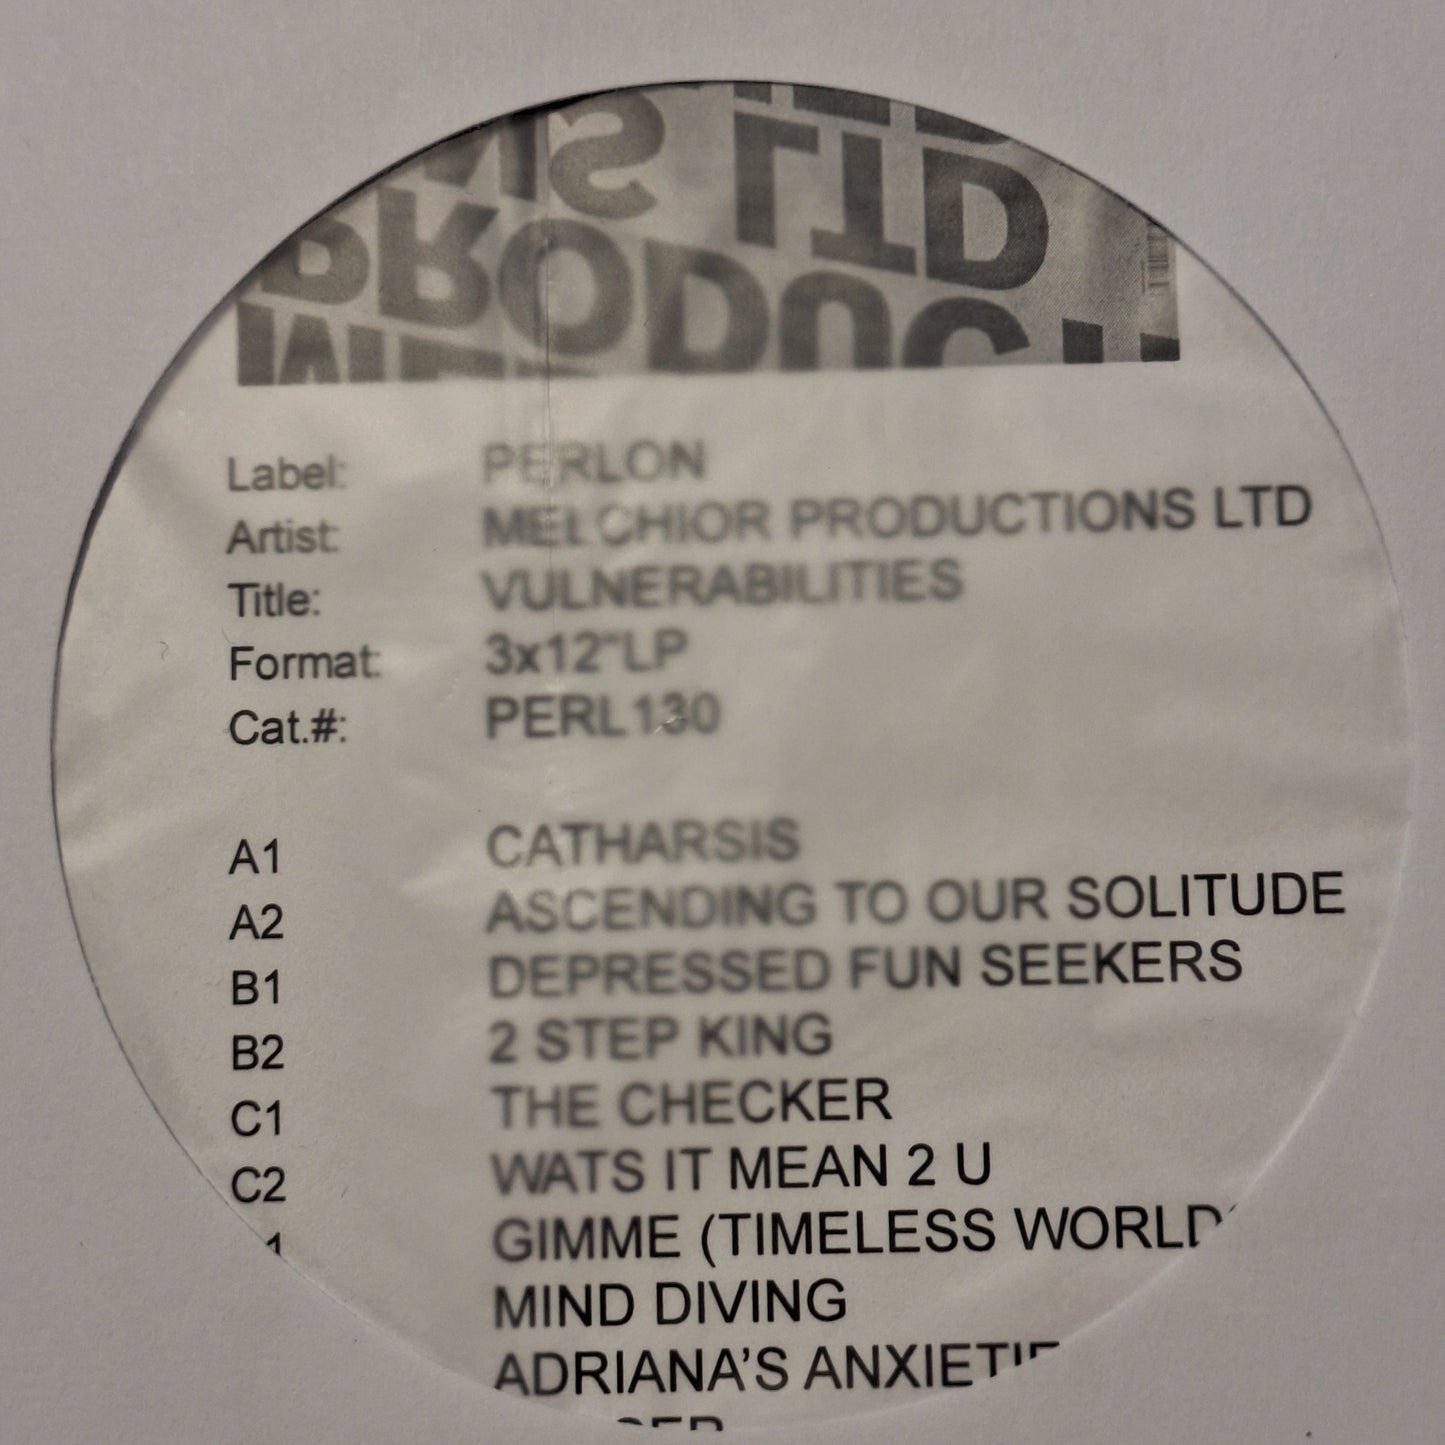 MS LTD
PRODUCT
Label: PERLON
Artist: MELCHIOR PRODUCTIONS LTD
Title: VULNERABILITIES
Format: 3x12"LP
Cat.#: PERL130
A1 CATHARSIS
A2 ASCENDING TO OUR SOLITUDE
B1 DEPRESSED FUN SEEKERS
B2 2 STEP KING
C1 THE CHECKER
C2 WATS IT MEAN 2 U
1 GIMME (TIMELESS WORLD
MIND DIVING
ADRIANA'S